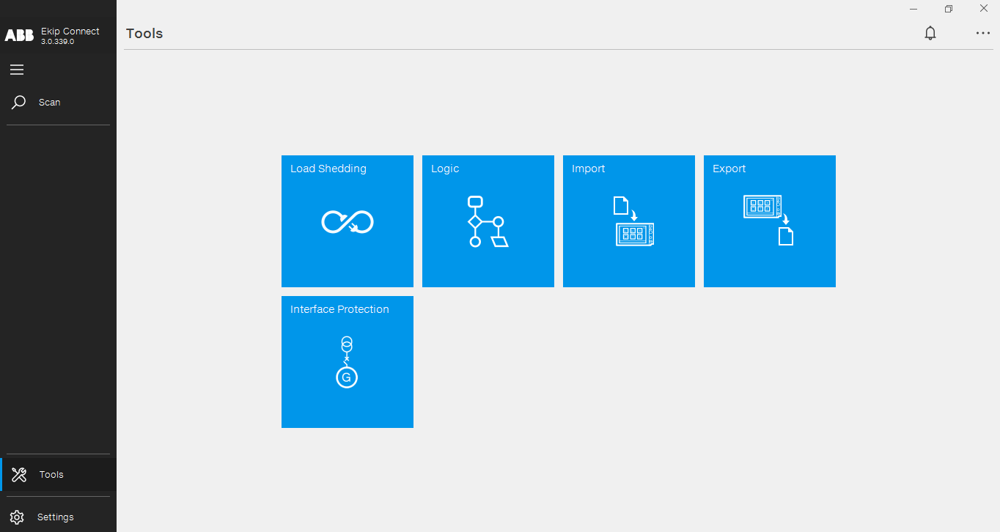 ABB
Ekip Connect
3.0.339.0
Tools
Scan
Load Shedding
Logic
Import
Export
Interface Protection
G
Tools
Settings